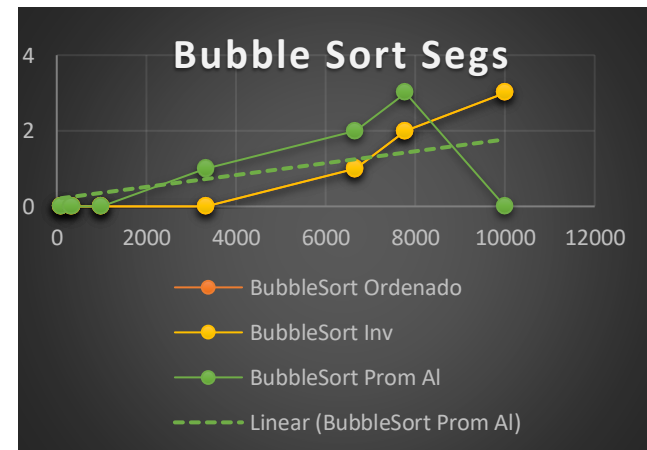 Bubble Sort Segs
4
2
0
0 2000 4000 6000 8000 10000 12000
BubbleSort Ordenado
BubbleSort Inv
BubbleSort Prom Al
Linear (BubbleSort Prom Al)